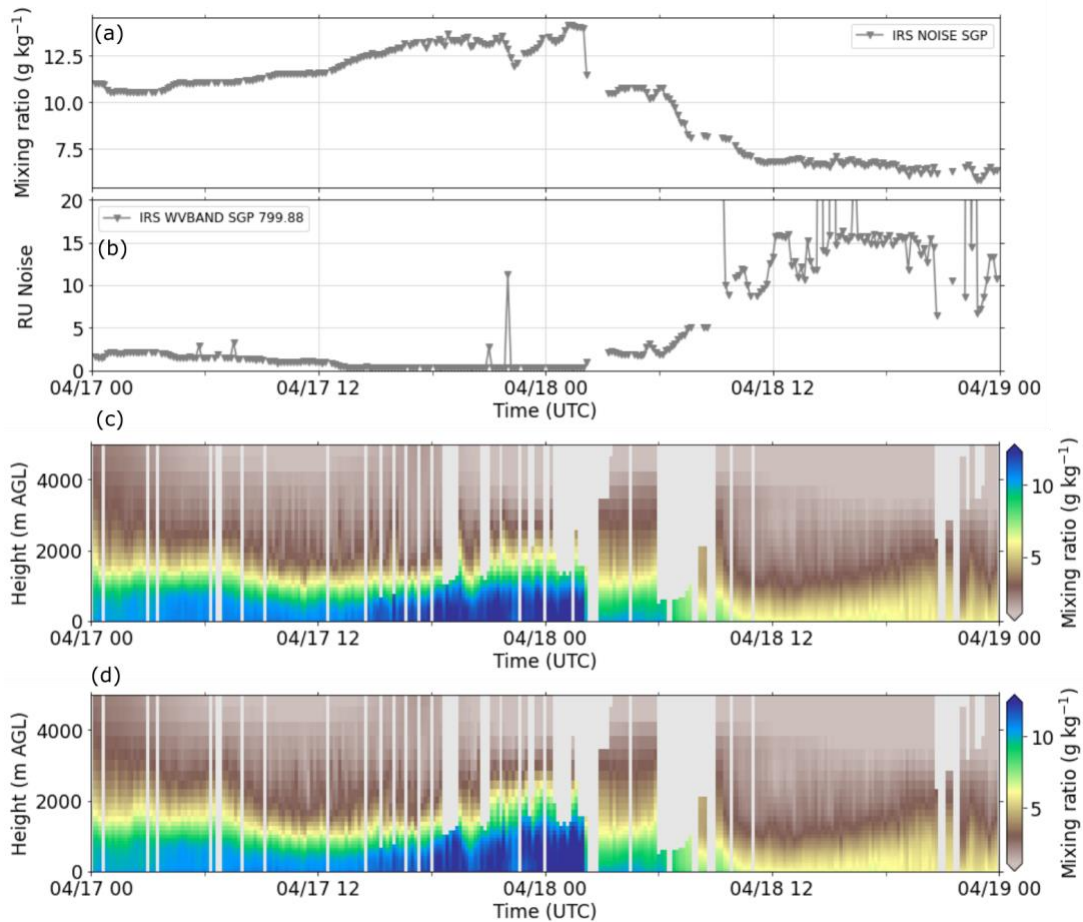 (a)
IRS NOISE SGP
Mixing ratio (g kg⁻¹)
12.5
10.0
7.5
IRS WVBAND SGP 799.88
(b)
RU Noise
20
15
10
5
0
04/17 00 04/17 12 04/18 00 04/18 12 04/19 00
Time (UTC)
(c)
Height (m AGL)
4000
2000
0
10
5
Mixing ratio (g kg⁻¹)
04/17 00 04/17 12 04/18 00 04/18 12 04/19 00
Time (UTC)
(d)
Height (m AGL)
4000
2000
0
10
5
Mixing ratio (g kg⁻¹)
04/17 00 04/17 12 04/18 00 04/18 12 04/19 00
Time (UTC)